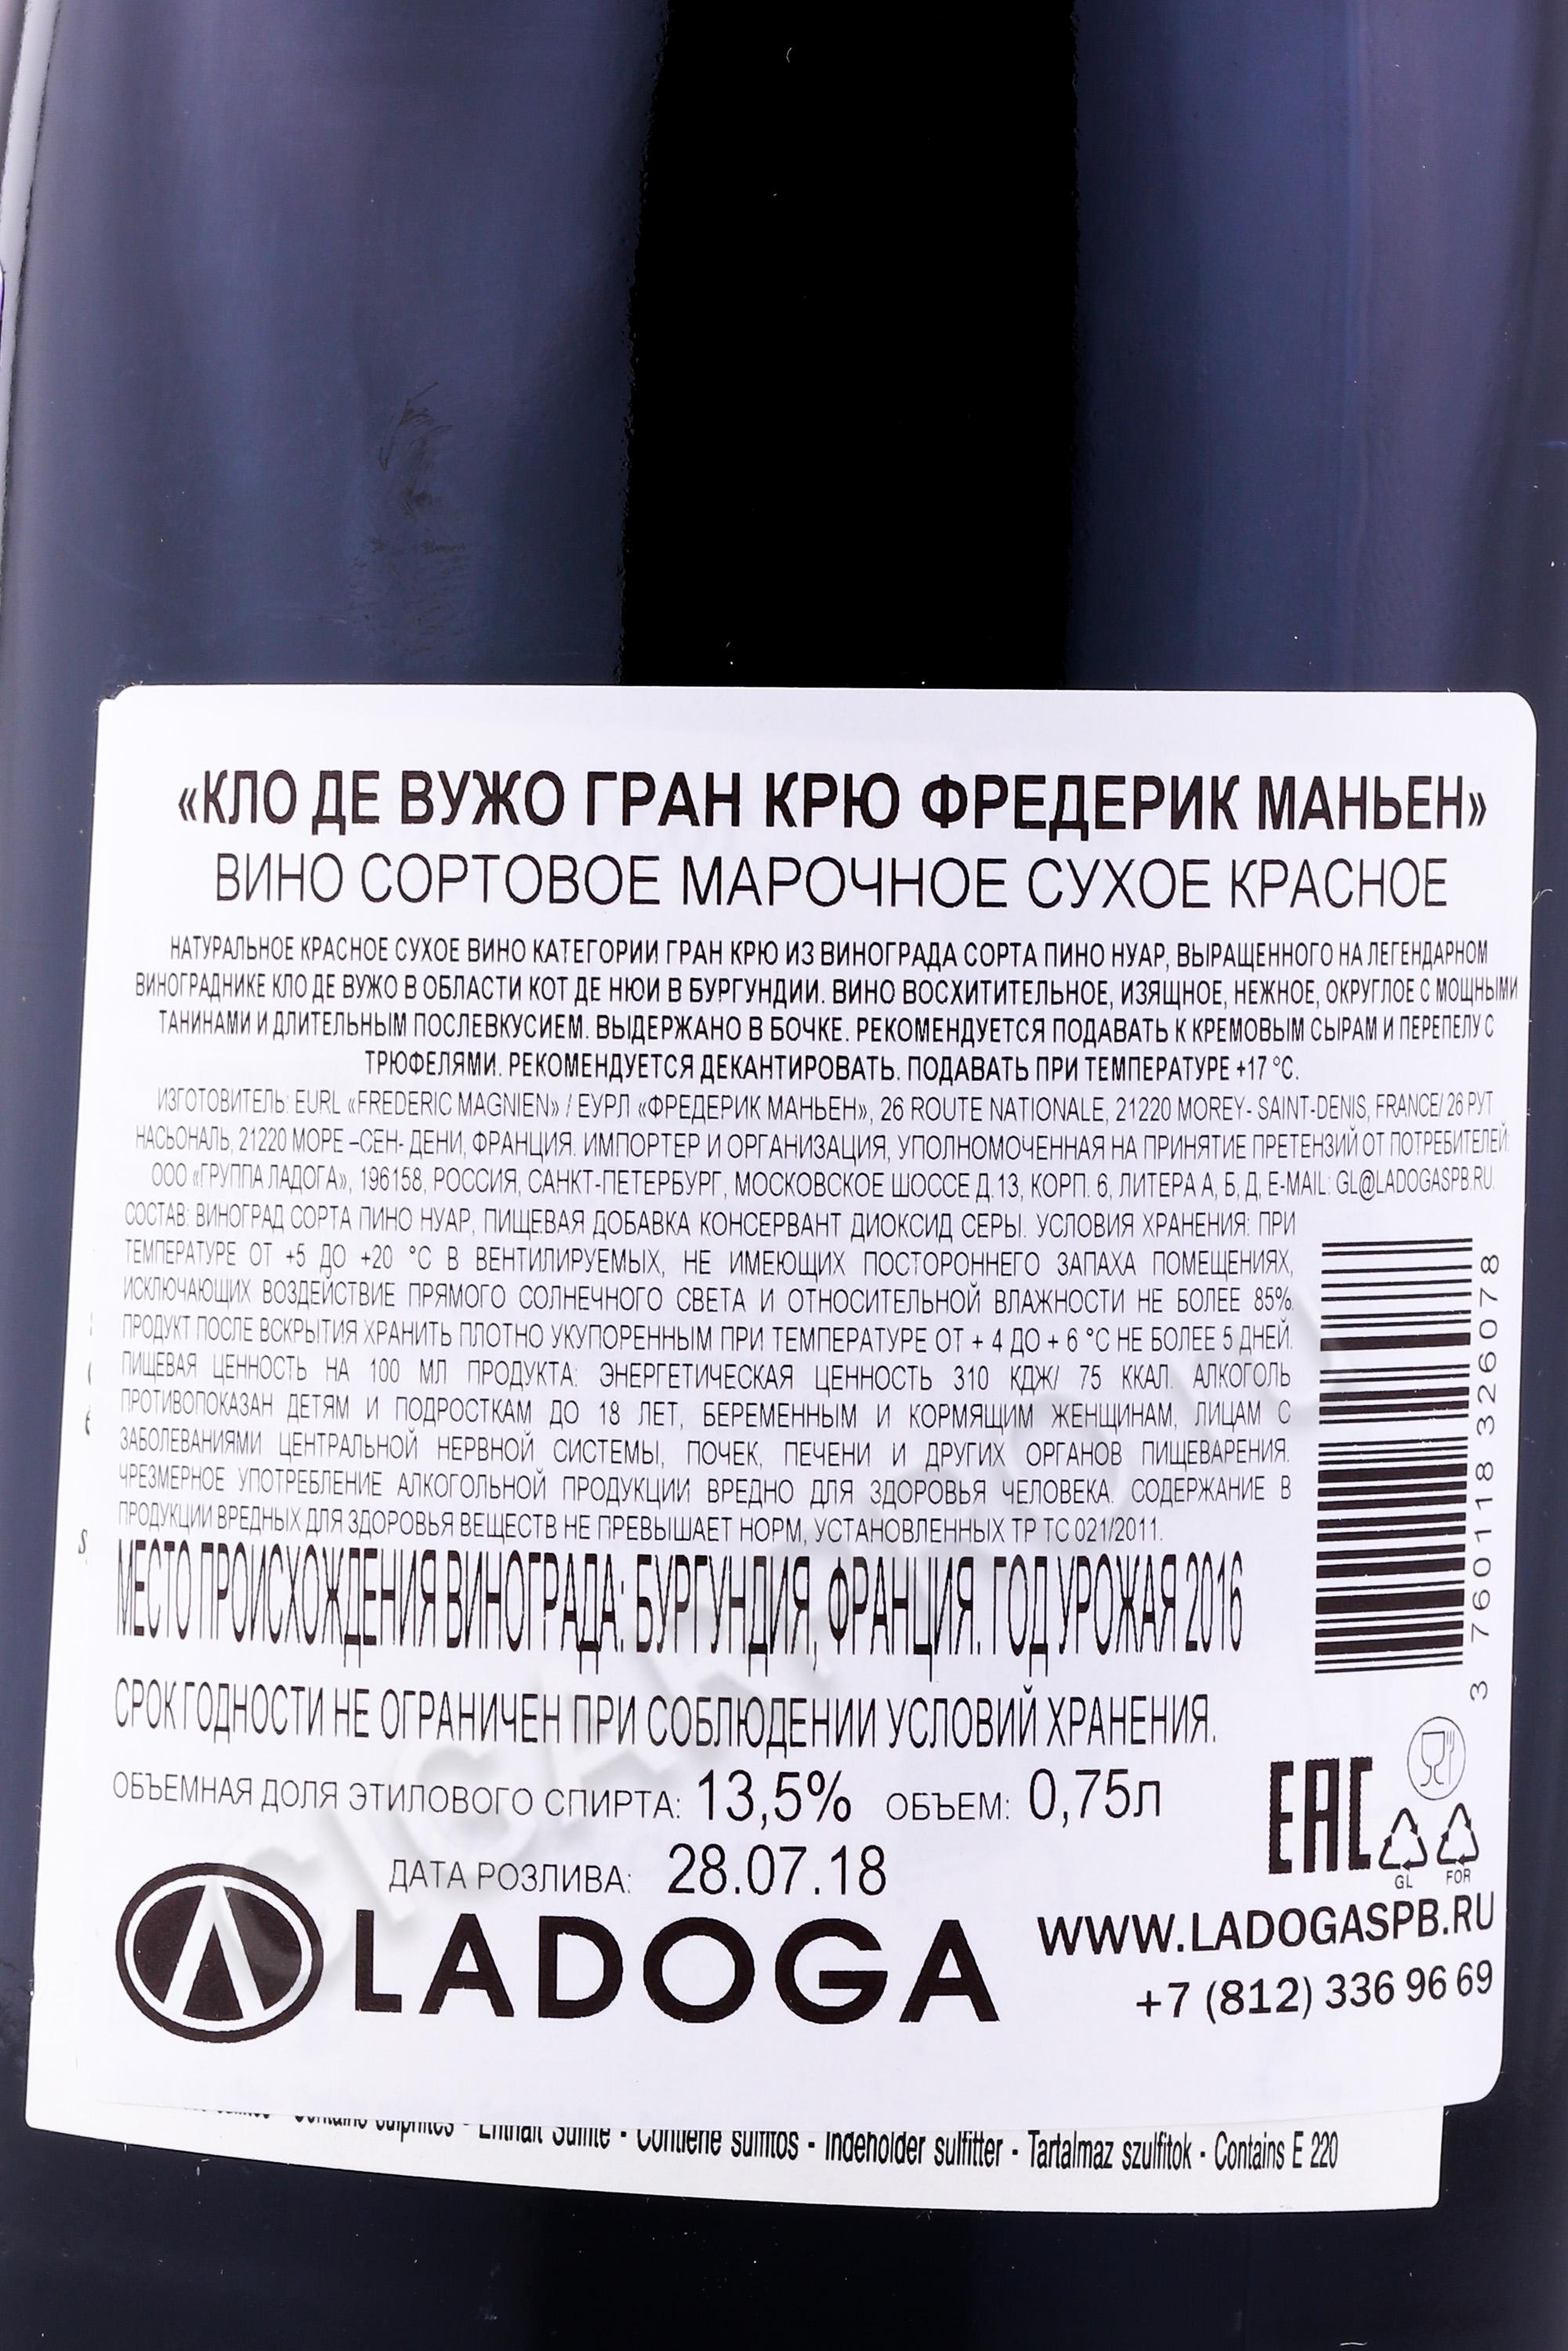 «КЛО ДЕ ВУЖО ГРАН КРЮ ФРЕДЕРИК МАНЬЕН»
ВИНО СОРТОВОЕ МАРОЧНОЕ СУХОЕ КРАСНОЕ
НАТУРАЛЬНОЕ КРАСНОЕ СУХОЕ ВИНО КАТЕГОРИИ ГРАН КРЮ ИЗ ВИНОГРАДА СОРТА ПИНО НУАР, ВЫРАЩЕННОГО НА ЛЕГЕНДАРНОМ
ВИНОГРАДНИКЕ КЛО ДЕ ВУЖО В ОБЛАСТИ КОТ ДЕ НЮИ В БУРГУНДИИ. ВИНО ВОСХИТИТЕЛЬНОЕ, ИЗЯЩНОЕ, НЕЖНОЕ, ОКРУГЛОЕ С МОЩНЫМИ
ТАНИНАМИ И ДЛИТЕЛЬНЫМ ПОСЛЕВКУСИЕМ. ВЫДЕРЖАНО В БОЧКЕ. РЕКОМЕНДУЕТСЯ ПОДАВАТЬ К КРЕМОВЫМ СЫРАМ И ПЕРЕПЕЛУ С
ТРЮФЕЛЯМИ. РЕКОМЕНДУЕТСЯ ДЕКАНТИРОВАТЬ. ПОДАВАТЬ ПРИ ТЕМПЕРАТУРЕ +17 °С.
ИЗГОТОВИТЕЛЬ: EURL «FREDERIC MAGNIEN» / ЕУРЛ «ФРЕДЕРИК МАНЬЕН», 26 ROUTE NATIONALE, 21220 MOREY- SAINT-DENIS, FRANCE/ 26 РУТ
НАСЬОНАЛЬ, 21220 МОРЕ –СЕН- ДЕНИ, ФРАНЦИЯ. ИМПОРТЕР И ОРГАНИЗАЦИЯ, УПОЛНОМОЧЕННАЯ НА ПРИНЯТИЕ ПРЕТЕНЗИЙ ОТ ПОТРЕБИТЕЛЕЙ:
ООО «ГРУППА ЛАДОГА», 196158, РОССИЯ, САНКТ-ПЕТЕРБУРГ, МОСКОВСКОЕ ШОССЕ Д.13, КОРП. 6, ЛИТЕРА А, Б, Д, E-MAIL: GL@LADOGASPB.RU.
СОСТАВ: ВИНОГРАД СОРТА ПИНО НУАР, ПИЩЕВАЯ ДОБАВКА КОНСЕРВАНТ ДИОКСИД СЕРЫ. УСЛОВИЯ ХРАНЕНИЯ: ПРИ
ТЕМПЕРАТУРЕ ОТ +5 ДО +20 °С В ВЕНТИЛИРУЕМЫХ, НЕ ИМЕЮЩИХ ПОСТОРОННЕГО ЗАПАХА ПОМЕЩЕНИЯХ,
ИСКЛЮЧАЮЩИХ ВОЗДЕЙСТВИЕ ПРЯМОГО СОЛНЕЧНОГО СВЕТА И ОТНОСИТЕЛЬНОЙ ВЛАЖНОСТИ НЕ БОЛЕЕ 85%.
ПРОДУКТ ПОСЛЕ ВСКРЫТИЯ ХРАНИТЬ ПЛОТНО УКУПОРЕННЫМ ПРИ ТЕМПЕРАТУРЕ ОТ + 4 ДО + 6 °С НЕ БОЛЕЕ 5 ДНЕЙ.
ПИЩЕВАЯ ЦЕННОСТЬ НА 100 МЛ ПРОДУКТА: ЭНЕРГЕТИЧЕСКАЯ ЦЕННОСТЬ 310 КДЖ/ 75 ККАЛ. АЛКОГОЛЬ
ПРОТИВОПОКАЗАН ДЕТЯМ И ПОДРОСТКАМ ДО 18 ЛЕТ, БЕРЕМЕННЫМ И КОРМЯЩИМ ЖЕНЩИНАМ, ЛИЦАМ С
ЗАБОЛЕВАНИЯМИ ЦЕНТРАЛЬНОЙ НЕРВНОЙ СИСТЕМЫ, ПОЧЕК, ПЕЧЕНИ И ДРУГИХ ОРГАНОВ ПИЩЕВАРЕНИЯ.
ЧРЕЗМЕРНОЕ УПОТРЕБЛЕНИЕ АЛКОГОЛЬНОЙ ПРОДУКЦИИ ВРЕДНО ДЛЯ ЗДОРОВЬЯ ЧЕЛОВЕКА. СОДЕРЖАНИЕ В
ПРОДУКЦИИ ВРЕДНЫХ ДЛЯ ЗДОРОВЬЯ ВЕЩЕСТВ НЕ ПРЕВЫШАЕТ НОРМ, УСТАНОВЛЕННЫХ ТР ТС 021/2011.
МЕСТО ПРОИСХОЖДЕНИЯ ВИНОГРАДА: БУРГУНДИЯ, ФРАНЦИЯ. ГОД УРОЖАЯ 2016
СРОК ГОДНОСТИ НЕ ОГРАНИЧЕН ПРИ СОБЛЮДЕНИИ УСЛОВИЙ ХРАНЕНИЯ.
ОБЪЕМНАЯ ДОЛЯ ЭТИЛОВОГО СПИРТА: 13,5% ОБЪЕМ: 0,75Л
ДАТА РОЗЛИВА: 28.07.18
3 760118 326078
EAC
GL FOR
LADOGA
WWW.LADOGASPB.RU
+7 (812) 336 96 69
Contains sulphites - Enthält Sulfite - Contiene sulfitos - Indeholder sulfitter - Tartalmaz szulfitok - Contains E 220